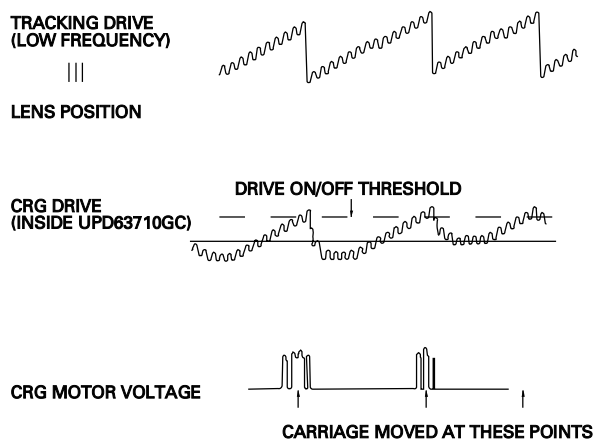 TRACKING DRIVE
(LOW FREQUENCY)
LENS POSITION
DRIVE ON/OFF THRESHOLD
CRG DRIVE
(INSIDE UPD63710GC)
CRG MOTOR VOLTAGE
CARRIAGE MOVED AT THESE POINTS